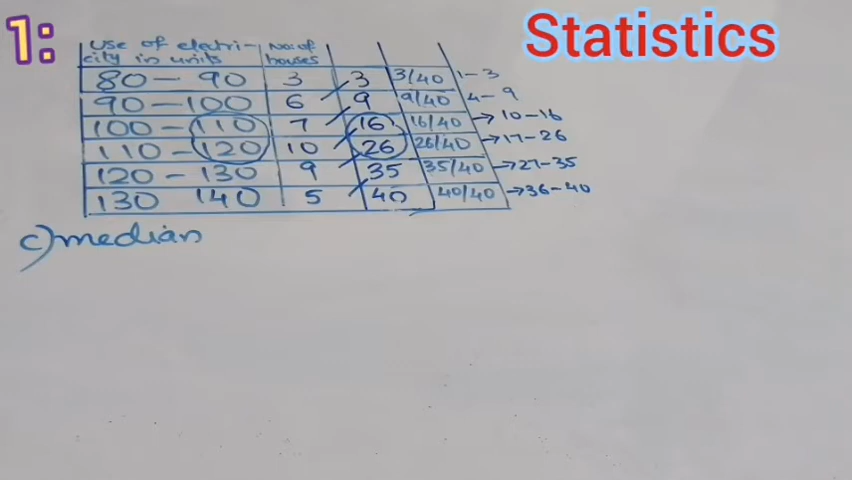 1:
Statistics
Use of electri- No: of
city in units houses
80 — 90 3 3 3/40 1-3
90 — 100 6 9 9/40 4-9
100 — 110 7 16 16/40 → 10-16
110 — 120 10 26 26/40 → 17-26
120 — 130 9 35 35/40 → 27-35
130 140 5 40 40/40 → 36-40
c) median